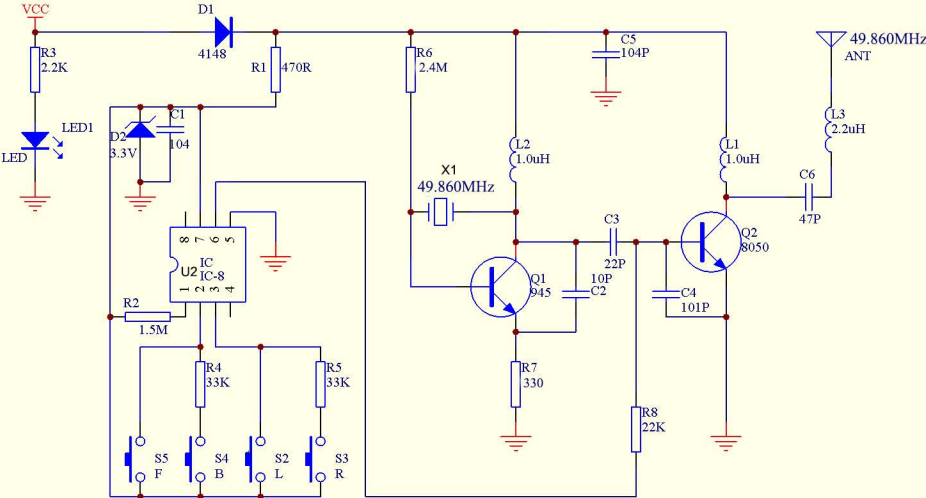 VCC
D1
4148
R3
2.2K
R1
470R
R6
2.4M
C5
104P
49.860MHz
ANT
LED1
LED
D2
3.3V
C1
104
L2
1.0uH
L1
1.0uH
L3
2.2uH
X1
49.860MHz
C6
47P
C3
22P
Q2
8050
8 7 6 5
U2
IC
IC-8
1 2 3 4
Q1
945
10P
C2
C4
101P
R2
1.5M
R4
33K
R5
33K
R7
330
R8
22K
S5
F
S4
B
S2
L
S3
R